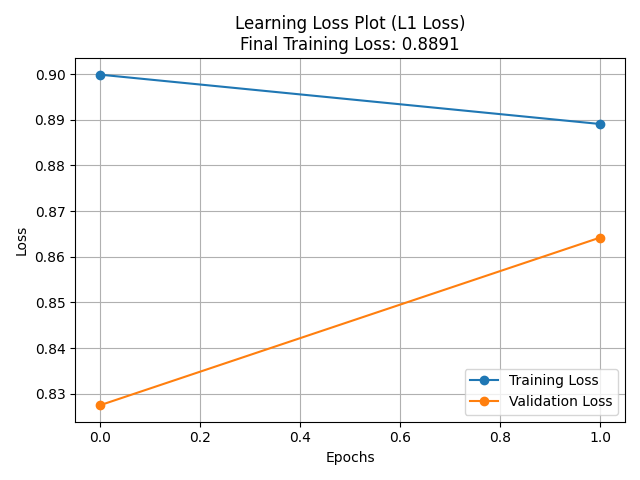 Learning Loss Plot (L1 Loss)
Final Training Loss: 0.8891
0.90
0.89
0.88
0.87
0.86
0.85
0.84
0.83
Loss
0.0 0.2 0.4 0.6 0.8 1.0
Epochs
Training Loss
Validation Loss